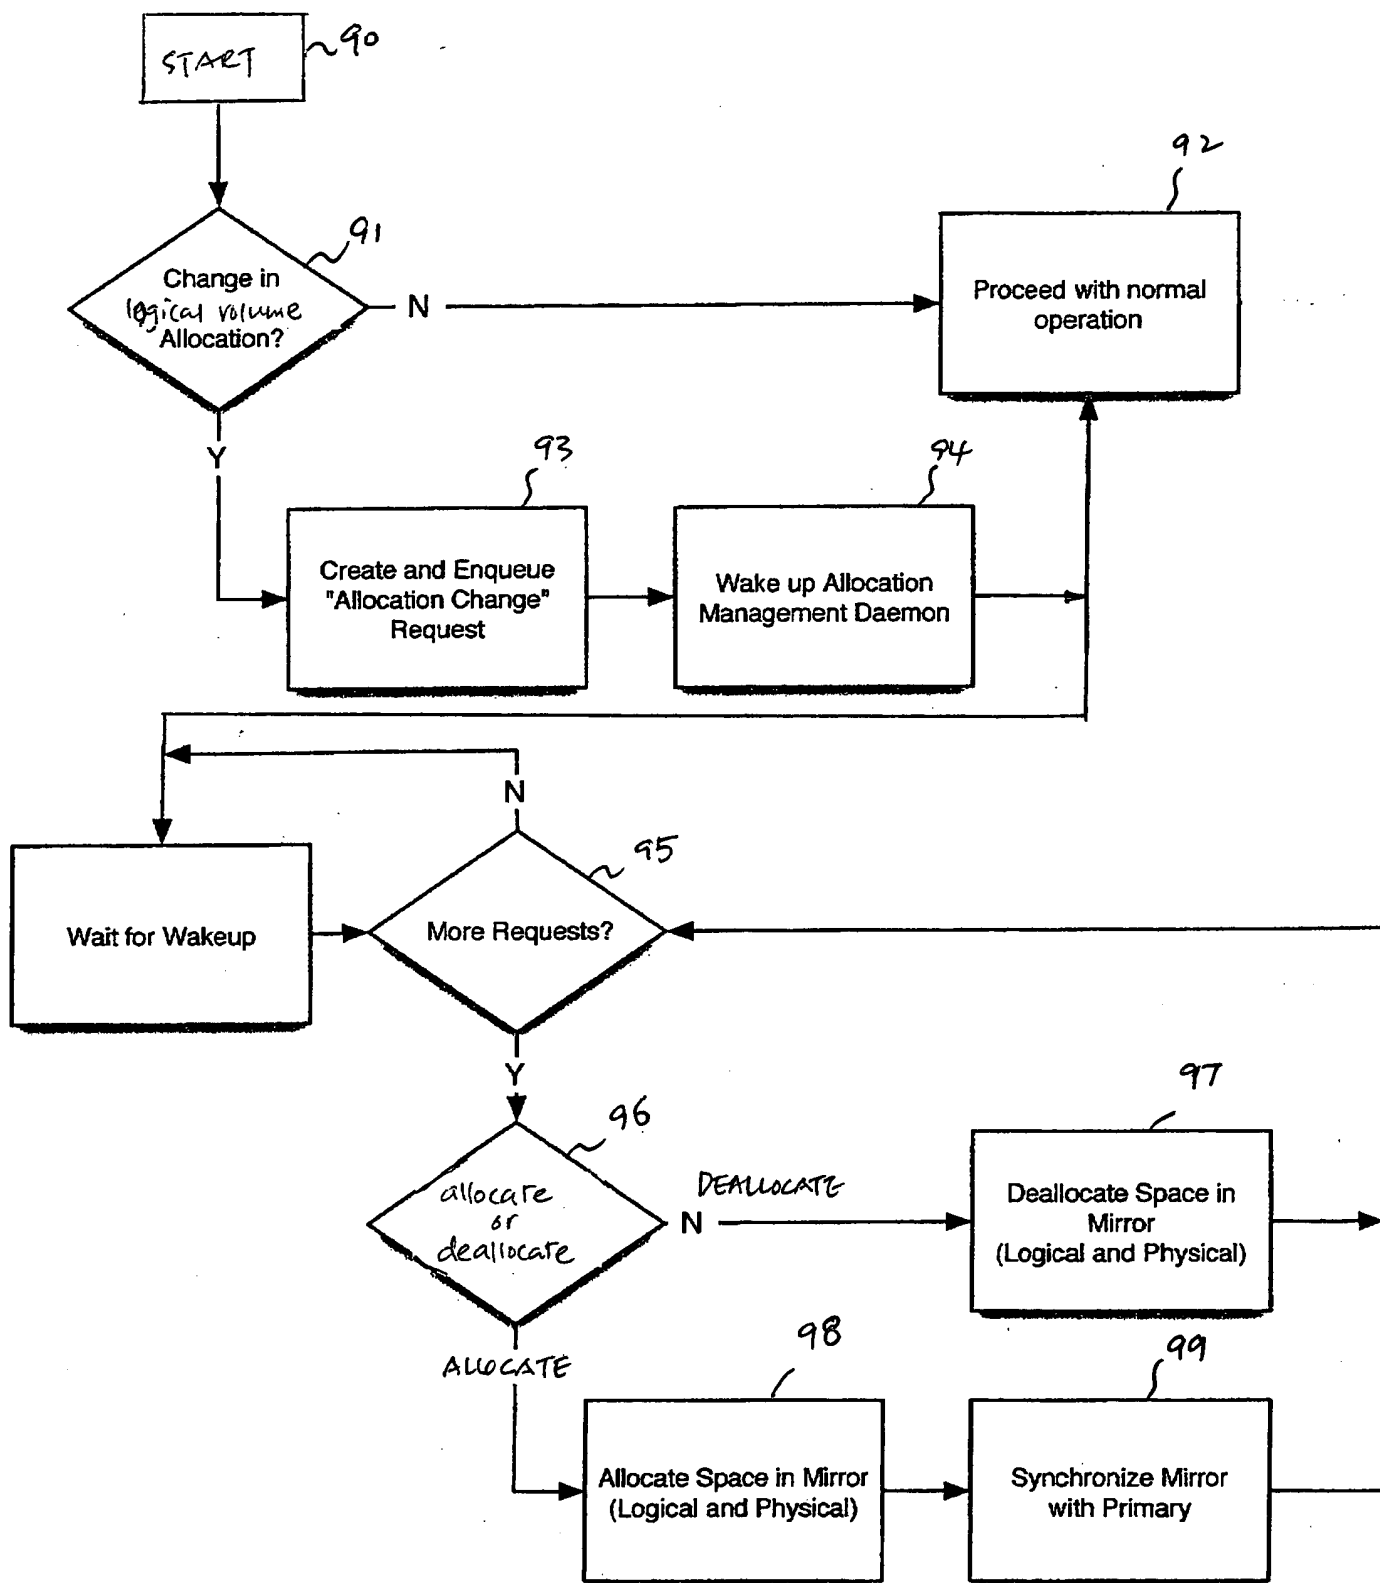 START
90
91
Change in
logical volume
Allocation?
N
92
Proceed with normal
operation
Y
93
Create and Enqueue
"Allocation Change"
Request
94
Wake up Allocation
Management Daemon
N
Wait for Wakeup
95
More Requests?
Y
96
allocate
or
deallocate
DEALLOCATE
N
97
Deallocate Space in
Mirror
(Logical and Physical)
ALLOCATE
98
Allocate Space in Mirror
(Logical and Physical)
99
Synchronize Mirror
with Primary